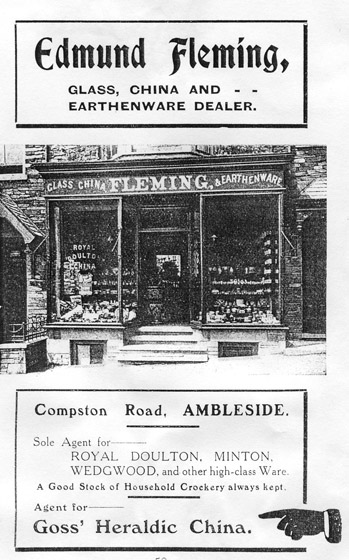 Edmund Fleming,
GLASS, CHINA AND - -
EARTHENWARE DEALER.
GLASS CHINA FLEMING, & EARTHENWARE
ROYAL
DOULTON
CHINA
Compston Road, AMBLESIDE.
Sole Agent for——
ROYAL DOULTON, MINTON,
WEDGWOOD, and other high-class Ware.
A Good Stock of Household Crockery always kept.
Agent for——
Goss' Heraldic China.